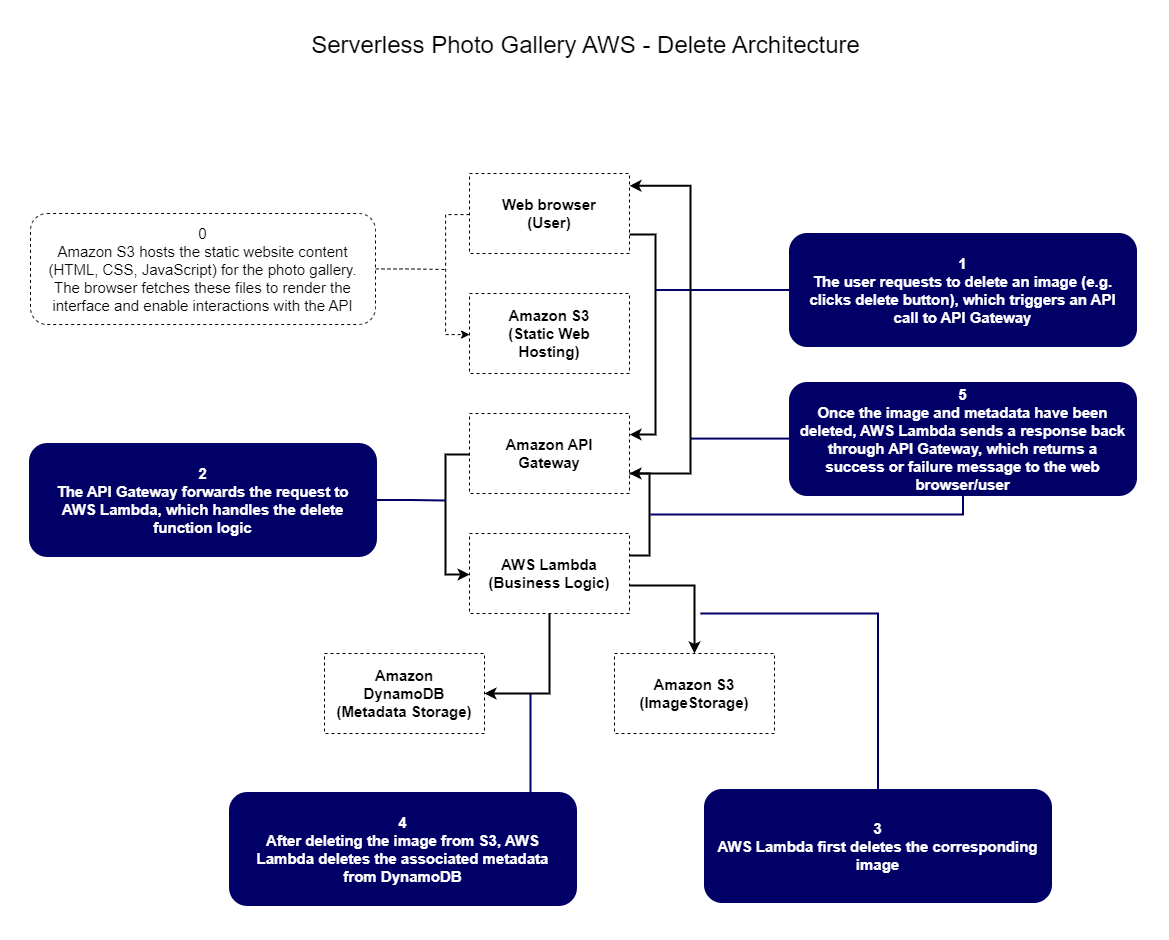 Serverless Photo Gallery AWS - Delete Architecture
Web browser
(User)
0
Amazon S3 hosts the static website content
(HTML, CSS, JavaScript) for the photo gallery.
The browser fetches these files to render the
interface and enable interactions with the API
1
The user requests to delete an image (e.g.
clicks delete button), which triggers an API
call to API Gateway
Amazon S3
(Static Web
Hosting)
5
Once the image and metadata have been
deleted, AWS Lambda sends a response back
through API Gateway, which returns a
success or failure message to the web
browser/user
Amazon API
Gateway
2
The API Gateway forwards the request to
AWS Lambda, which handles the delete
function logic
AWS Lambda
(Business Logic)
Amazon
DynamoDB
(Metadata Storage)
Amazon S3
(ImageStorage)
4
After deleting the image from S3, AWS
Lambda deletes the associated metadata
from DynamoDB
3
AWS Lambda first deletes the corresponding
image